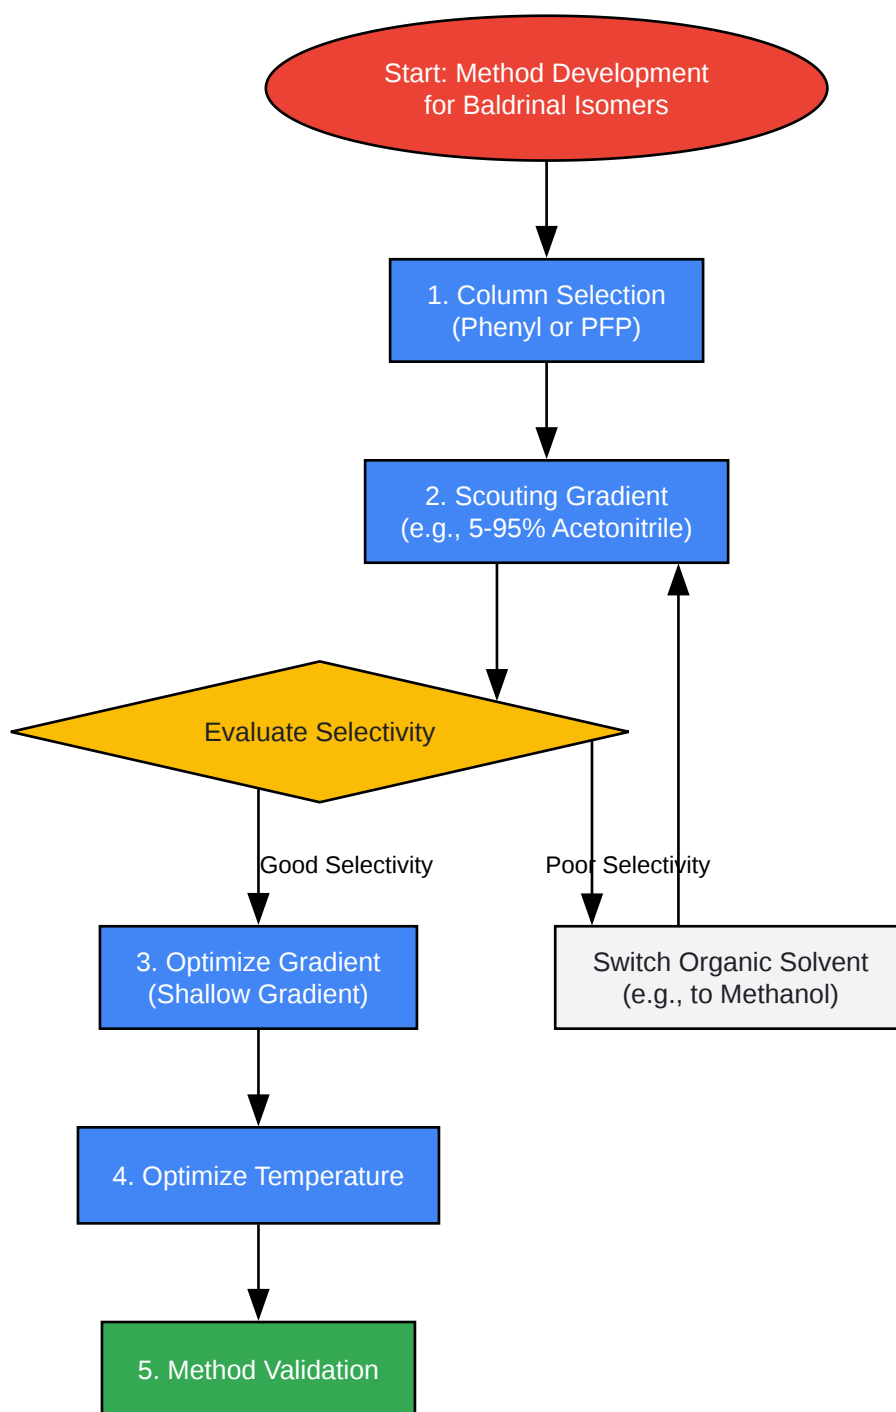 Start: Method Development
for Baldrinal Isomers
1. Column Selection
(Phenyl or PFP)
2. Scouting Gradient
(e.g., 5-95% Acetonitrile)
Evaluate Selectivity
Good Selectivity
Poor Selectivity
3. Optimize Gradient
(Shallow Gradient)
Switch Organic Solvent
(e.g., to Methanol)
4. Optimize Temperature
5. Method Validation